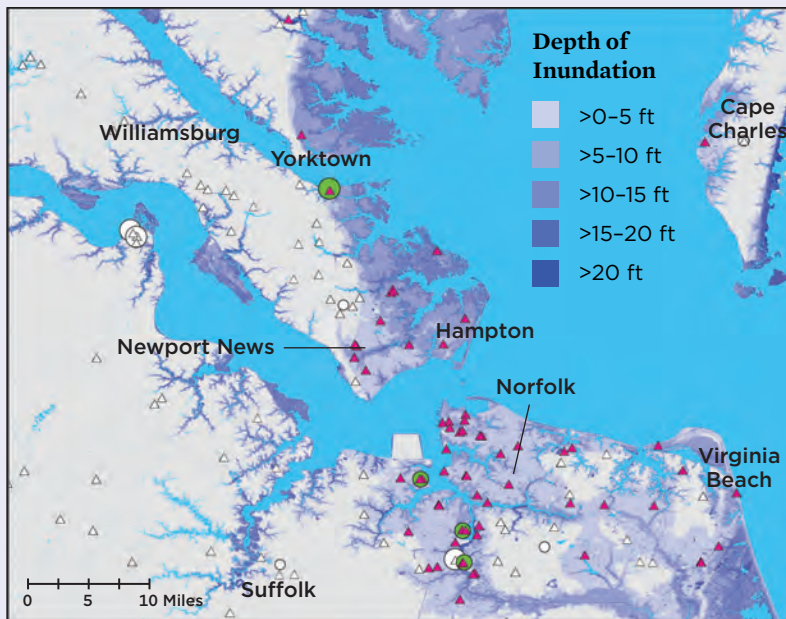 Depth of
Inundation
>0–5 ft
>5–10 ft
>10–15 ft
>15–20 ft
>20 ft
Cape
Charles
Williamsburg
Yorktown
Newport News
Hampton
Norfolk
Virginia
Beach
Suffolk
0 5 10 Miles